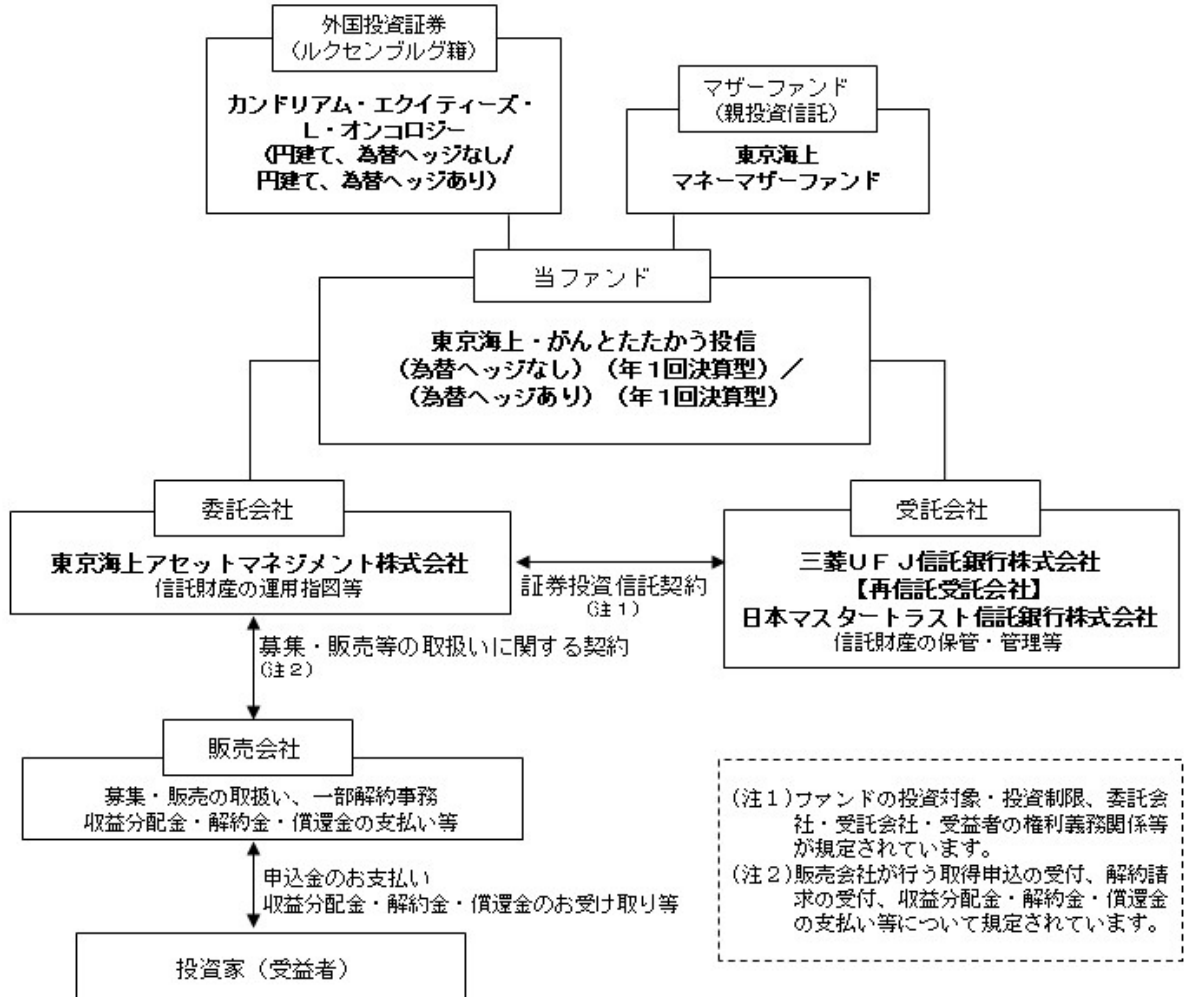 外国投資証券
(ルクセンブルグ籍)
カンドリアム・エクイティーズ・
L・オンコロジー
(円建て、為替ヘッジなし/
円建て、為替ヘッジあり)
マザーファンド
(親投資信託)
東京海上
マネーマザーファンド
当ファンド
東京海上・がんとたたかう投信
(為替ヘッジなし)(年1回決算型)/
(為替ヘッジあり)(年1回決算型)
委託会社
東京海上アセットマネジメント株式会社
信託財産の運用指図等
証券投資信託契約
(注1)
受託会社
三菱UFJ信託銀行株式会社
【再信託受託会社】
日本マスタートラスト信託銀行株式会社
信託財産の保管・管理等
募集・販売等の取扱いに関する契約
(注2)
販売会社
募集・販売の取扱い、一部解約事務
収益分配金・解約金・償還金の支払い等
申込金のお支払い
収益分配金・解約金・償還金のお受け取り等
投資家(受益者)
(注1)ファンドの投資対象・投資制限、委託会
社・受託会社・受益者の権利義務関係等
が規定されています。
(注2)販売会社が行う取得申込の受付、解約請
求の受付、収益分配金・解約金・償還金
の支払い等について規定されています。